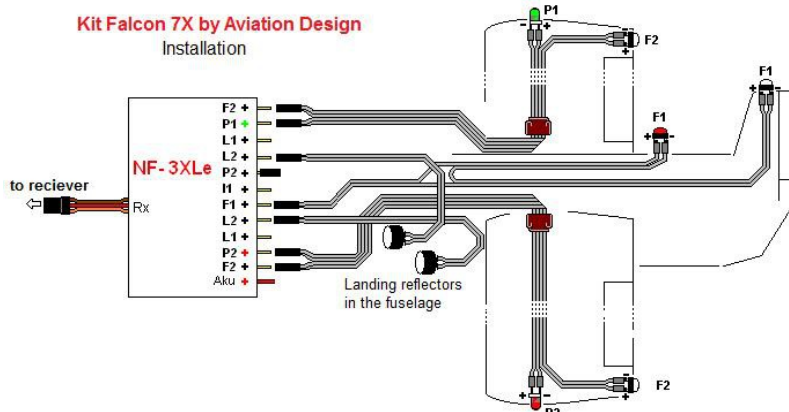 Kit Falcon 7X by Aviation Design
Installation
P1
- +
F2
- +
F1
+ -
F1
+ -
F2 +
P1 +
L1 +
L2 +
P2 +
I1 +
F1 +
L2 +
L1 +
P2 +
F2 +
Aku +
NF-3XLe
to reciever
Rx
Landing reflectors
in the fuselage
F2
- +
+ -
P2